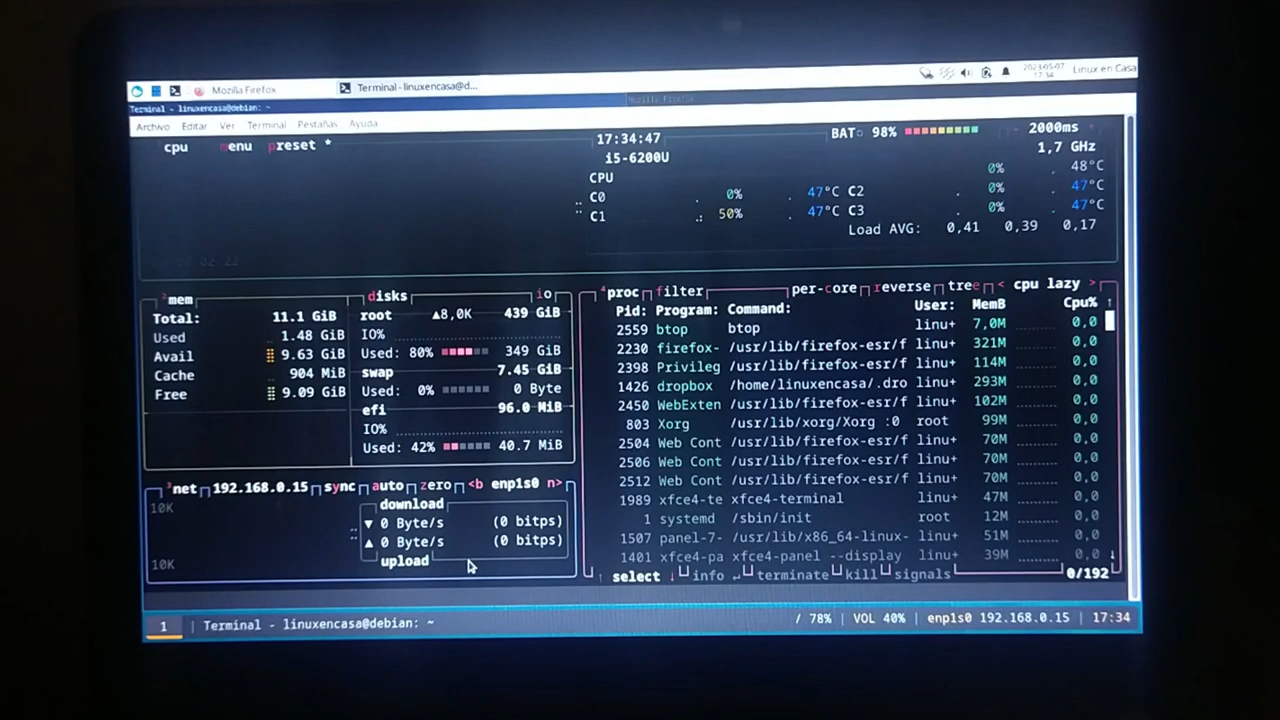 Mozilla Firefox
Terminal - linuxencasa@d...
2023-05-07
17:34
Linux en Casa
Terminal - linuxencasa@debian: ~
Mozilla Firefox
Archivo Editar Ver Terminal Pestañas Ayuda
cpu menu preset *
17:34:47
BAT 98%
- 2000ms
i5-6200U
1,7 GHz
CPU 0% 48°C
C0 0% 47°C C2 0% 47°C
C1 50% 47°C C3 0% 47°C
Load AVG: 0,41 0,39 0,17
²mem
Total: 11.1 GiB
Used 1.48 GiB
Avail 9.63 GiB
Cache 904 MiB
Free 9.09 GiB
disks io
root ▲8,0K 439 GiB
IO%
Used: 80% 349 GiB
swap 7.45 GiB
Used: 0% 0 Byte
efi 96.0 MiB
IO%
Used: 42% 40.7 MiB
³net 192.168.0.15 sync auto zero <b enp1s0 n>
10K
download
▼ 0 Byte/s (0 bitps)
▲ 0 Byte/s (0 bitps)
upload
10K
⁴proc filter per-core reverse tree < cpu lazy >
Pid: Program: Command: User: MemB Cpu% ↑
2559 btop btop linu+ 7,0M 0,0
2230 firefox- /usr/lib/firefox-esr/f linu+ 321M 0,0
2398 Privileg /usr/lib/firefox-esr/f linu+ 114M 0,0
1426 dropbox /home/linuxencasa/.dro linu+ 293M 0,0
2450 WebExten /usr/lib/firefox-esr/f linu+ 102M 0,0
803 Xorg /usr/lib/xorg/Xorg :0 root 99M 0,0
2504 Web Cont /usr/lib/firefox-esr/f linu+ 70M 0,0
2506 Web Cont /usr/lib/firefox-esr/f linu+ 70M 0,0
2512 Web Cont /usr/lib/firefox-esr/f linu+ 70M 0,0
1989 xfce4-te xfce4-terminal linu+ 47M 0,0
1 systemd /sbin/init root 12M 0,0
1507 panel-7- /usr/lib/x86_64-linux- linu+ 51M 0,0
1401 xfce4-pa xfce4-panel --display linu+ 39M 0,0 ↓
↑ select ↓ info ↵ terminate kill signals 0/192
1 | Terminal - linuxencasa@debian: ~
/ 78% | VOL 40% | enp1s0 192.168.0.15 | 17:34